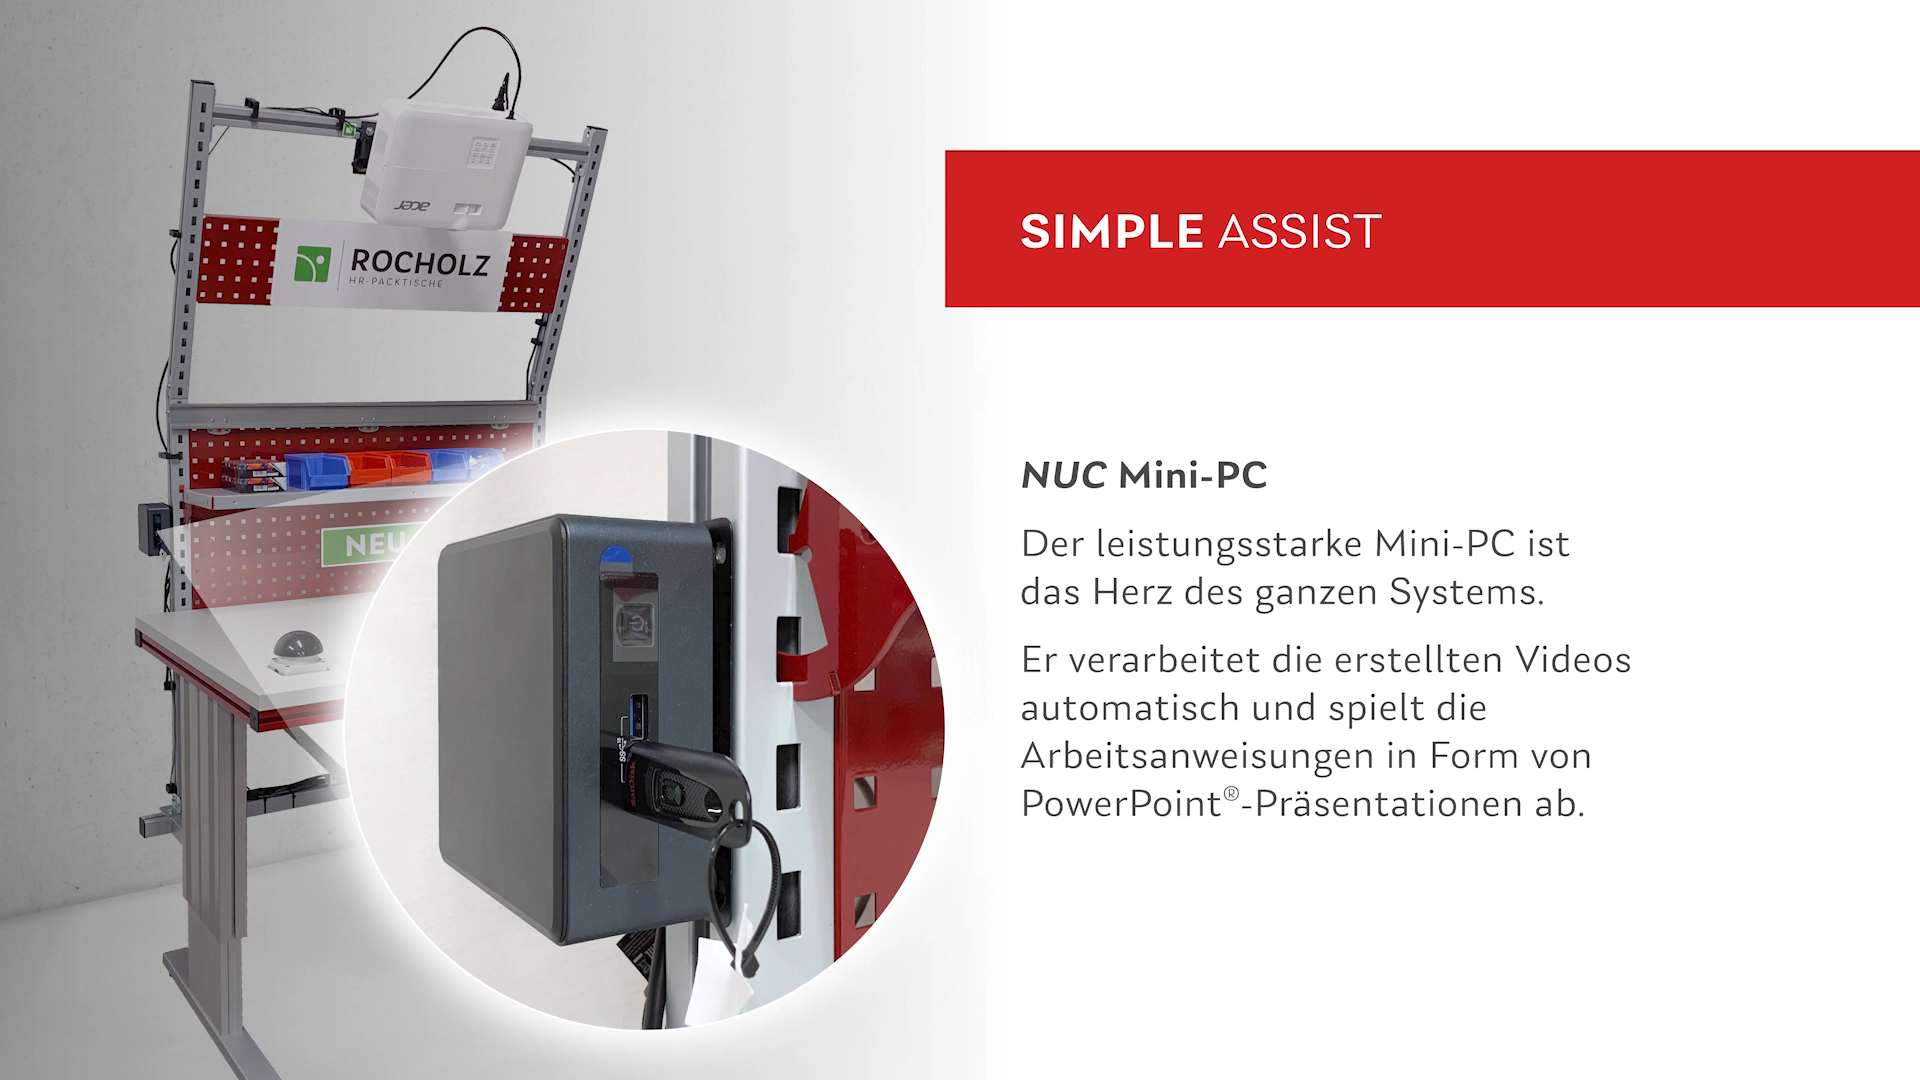 acer
ROCHOLZ
HR-PACKTISCHE
NEU
SanDisk
SIMPLE ASSIST
NUC Mini-PC
Der leistungsstarke Mini-PC ist
das Herz des ganzen Systems.
Er verarbeitet die erstellten Videos
automatisch und spielt die
Arbeitsanweisungen in Form von
PowerPoint®-Präsentationen ab.